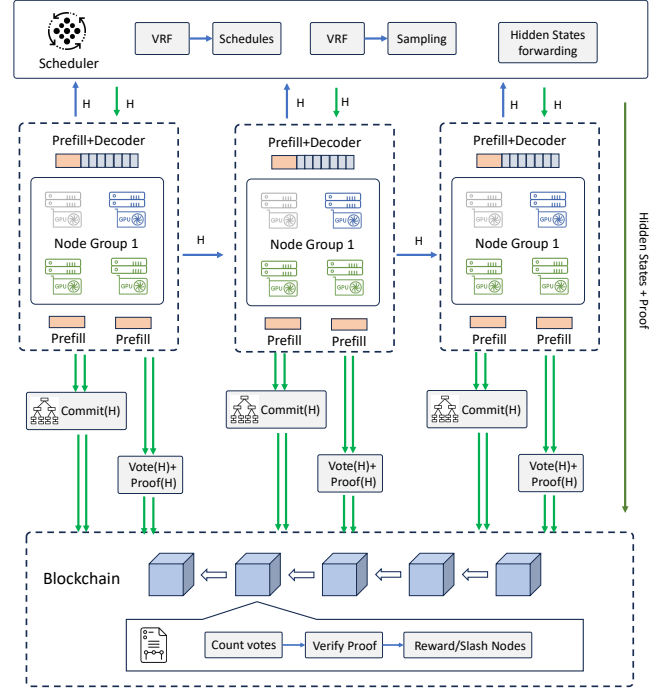 VRF
Schedules
VRF
Sampling
Hidden States
forwarding
Scheduler
H
H
H
H
H
H
Prefill+Decoder
Prefill+Decoder
Prefill+Decoder
GPU
GPU
Node Group 1
GPU
GPU
GPU
GPU
Node Group 1
GPU
GPU
GPU
GPU
Node Group 1
GPU
GPU
H
H
Prefill
Prefill
Prefill
Prefill
Prefill
Prefill
Hidden States + Proof
Commit(H)
Commit(H)
Commit(H)
Vote(H)+
Proof(H)
Vote(H)+
Proof(H)
Vote(H)+
Proof(H)
Blockchain
Count votes
Verify Proof
Reward/Slash Nodes